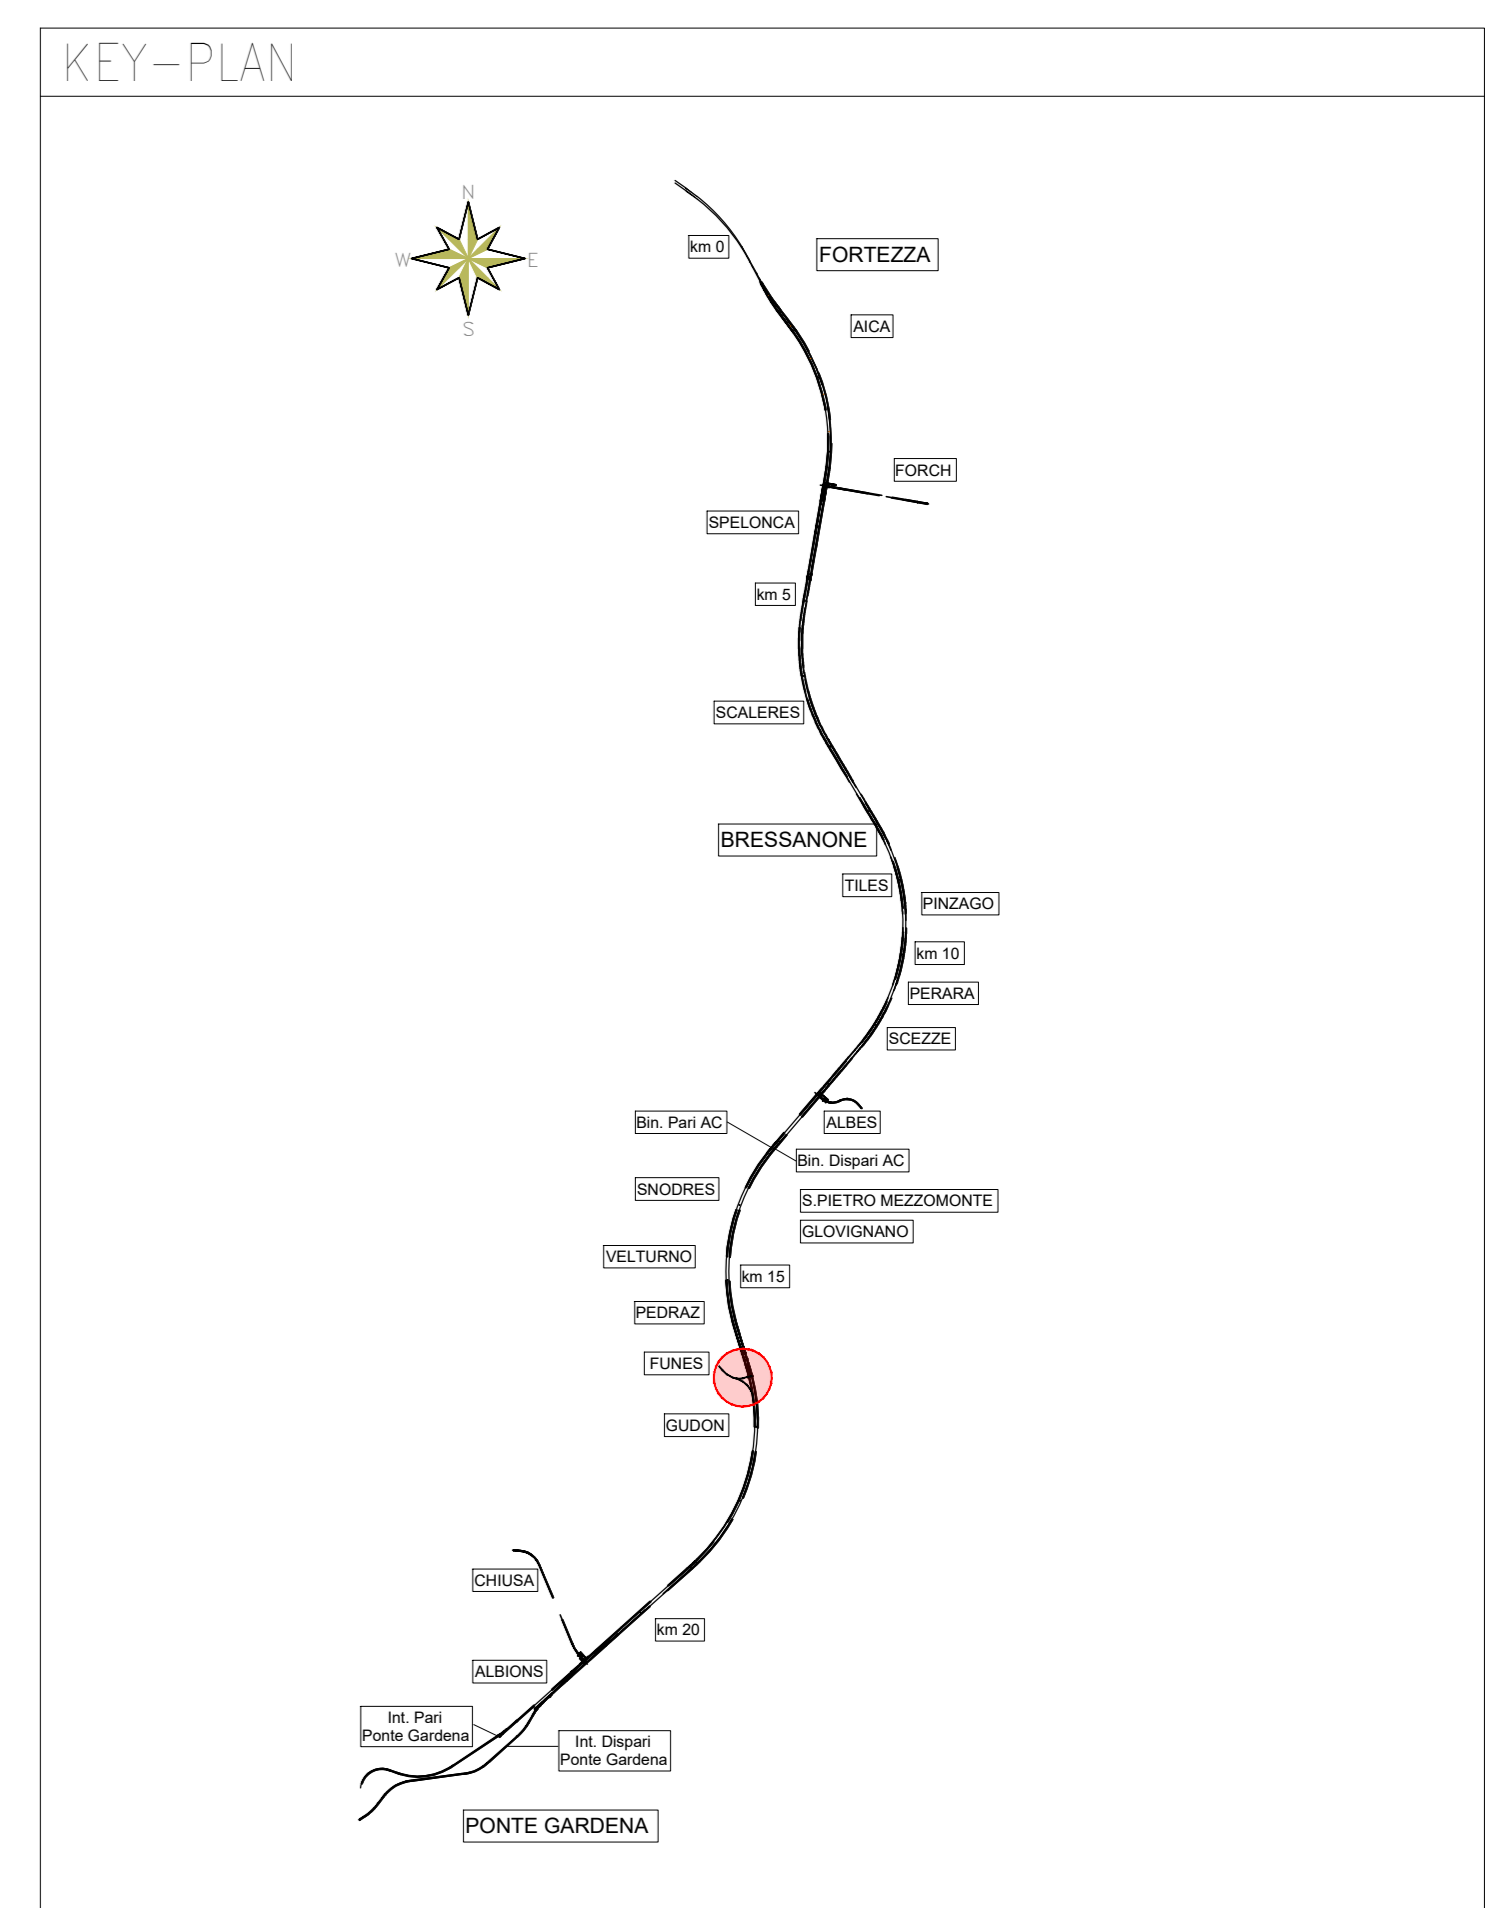 KEY-PLAN
N
W
E
S
km 0
FORTEZZA
AICA
FORCH
SPELONCA
km 5
SCALERES
BRESSANONE
TILES
PINZAGO
km 10
PERARA
SCEZZE
Bin. Pari AC
ALBES
Bin. Dispari AC
SNODRES
S.PIETRO MEZZOMONTE
GLOVIGNANO
VELTURNO
km 15
PEDRAZ
FUNES
GUDON
CHIUSA
km 20
ALBIONS
Int. Pari
Ponte Gardena
Int. Dispari
Ponte Gardena
PONTE GARDENA